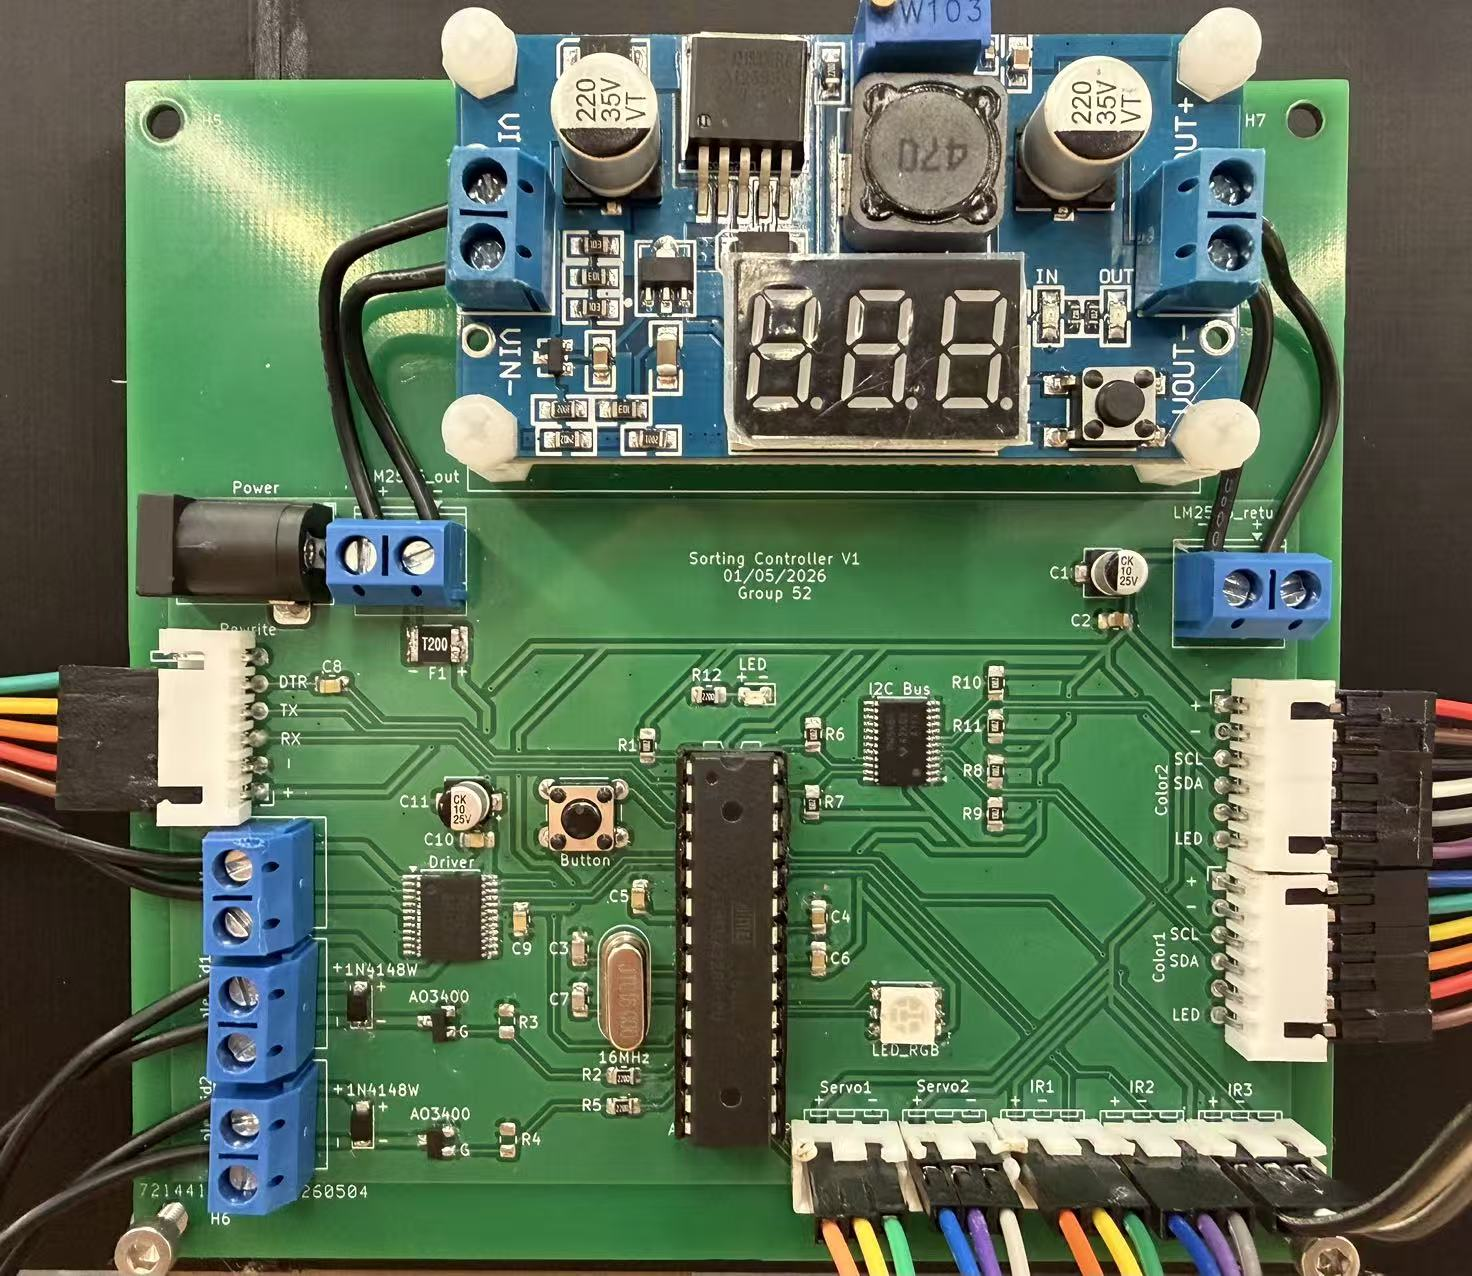 W103
220
35V
VT
220
35V
VT
470
OUT+
H5
H7
IN
OUT
VIN-
VOUT-
103
103
103
Power
+
-
Sorting Controller V1
01/05/2026
Group 52
C1
CK
10
25V
C2
Rewrite
T200
- F1 +
DTR
C8
TX
RX
-
+
R12
LED
+ -
I2C Bus
R10
R11
R8
R9
R1
R6
R7
C11
CK
10
25V
C10
Driver
Button
C9
C5
C4
C6
C3
C7
16MHz
R2
R5
R3
R4
+1N4148W
AO3400
G
+1N4148W
AO3400
G
LED_RGB
+
-
SCL
SDA
LED
Color2
+
-
SCL
SDA
LED
Color1
Servo1
Servo2
IR1
IR2
IR3
+ -
+ -
+ -
+ -
+ -
H6